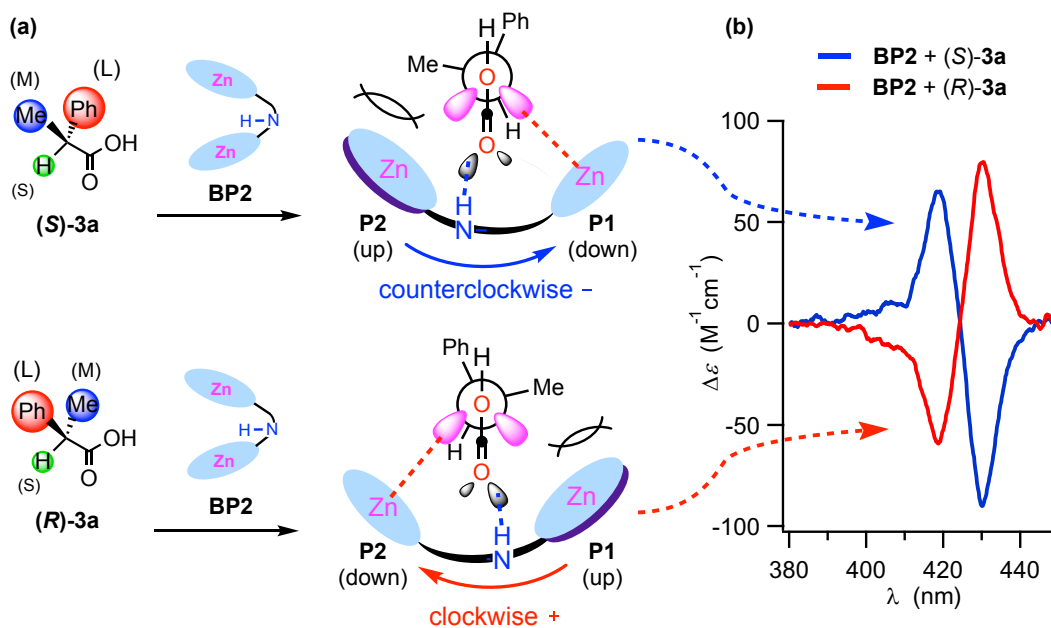 (a)
(M)
(L)
Me
Ph
H
OH
O
(S)
(S)-3a
Zn
H-N
Zn
BP2
H
Ph
Me
O
H
O
Zn
Zn
H
N
P2
(up)
P1
(down)
counterclockwise -
(L)
(M)
Ph
Me
H
OH
O
(S)
(R)-3a
Zn
H-N
Zn
BP2
Ph
H
Me
O
H
O
Zn
Zn
H
N
P2
(down)
P1
(up)
clockwise +
(b)
BP2 + (S)-3a
BP2 + (R)-3a
100
50
0
-50
-100
Δε (M⁻¹cm⁻¹)
380 400 420 440
λ (nm)